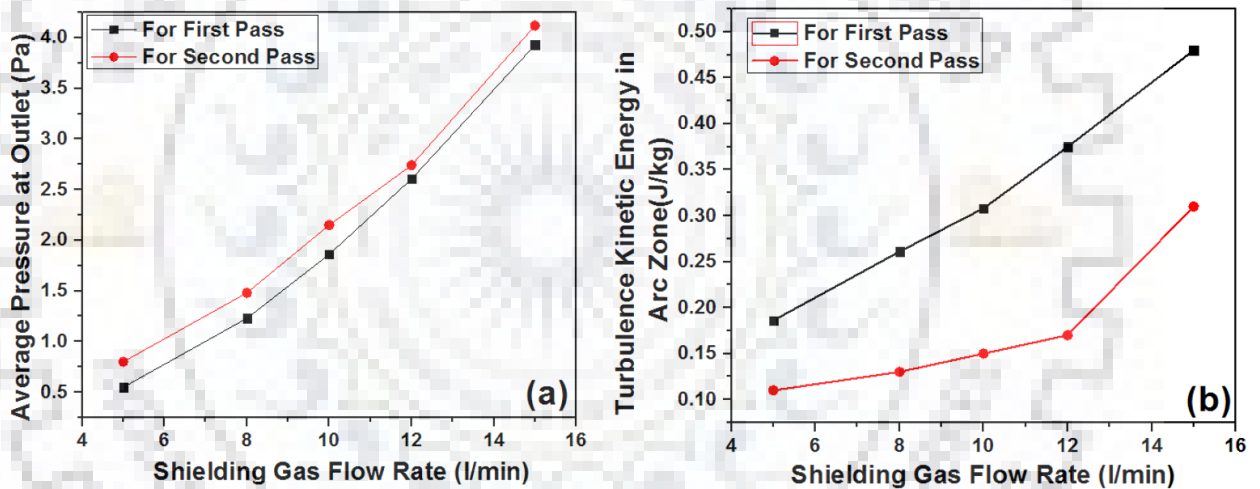 For First Pass
For Second Pass
Average Pressure at Outlet (Pa)
4.0
3.5
3.0
2.5
2.0
1.5
1.0
0.5
4 6 8 10 12 14 16
Shielding Gas Flow Rate (l/min)
(a)
For First Pass
For Second Pass
Turbulence Kinetic Energy in
Arc Zone(J/kg)
0.50
0.45
0.40
0.35
0.30
0.25
0.20
0.15
0.10
4 6 8 10 12 14 16
Shielding Gas Flow Rate (l/min)
(b)